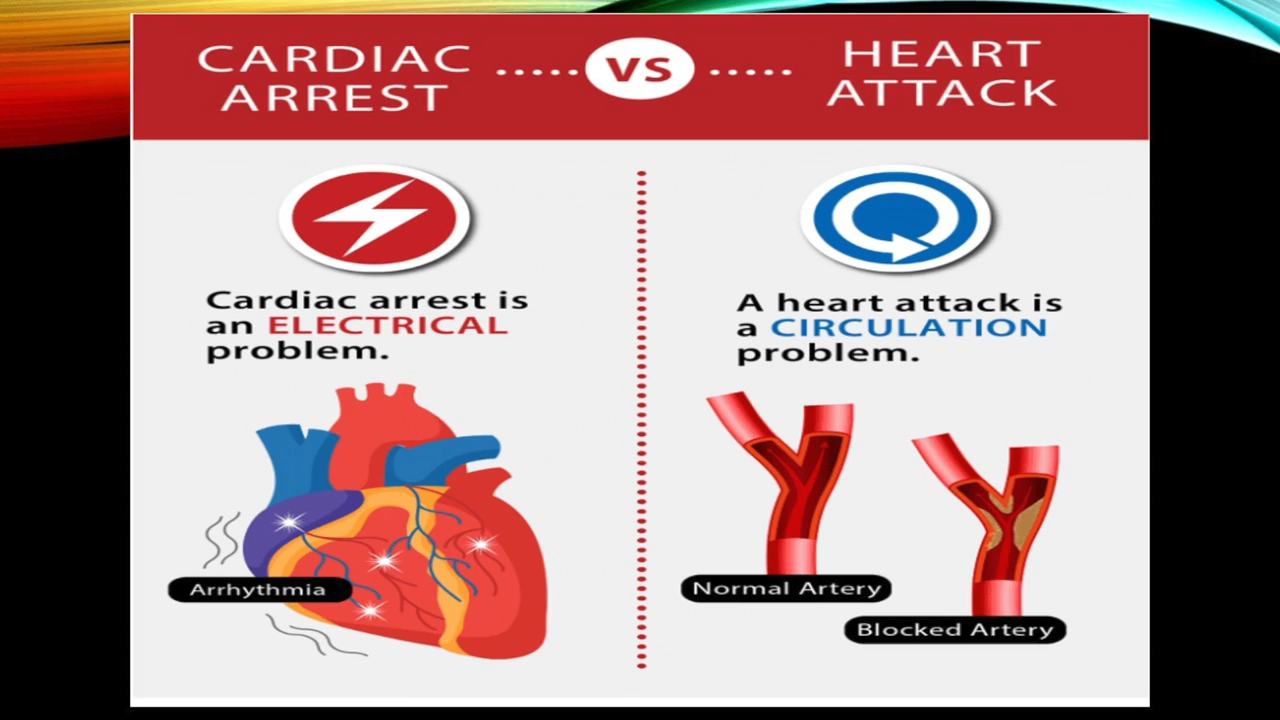 CARDIAC
ARREST
VS
HEART
ATTACK
Cardiac arrest is
an ELECTRICAL
problem.
A heart attack is
a CIRCULATION
problem.
Arrhythmia
Normal Artery
Blocked Artery